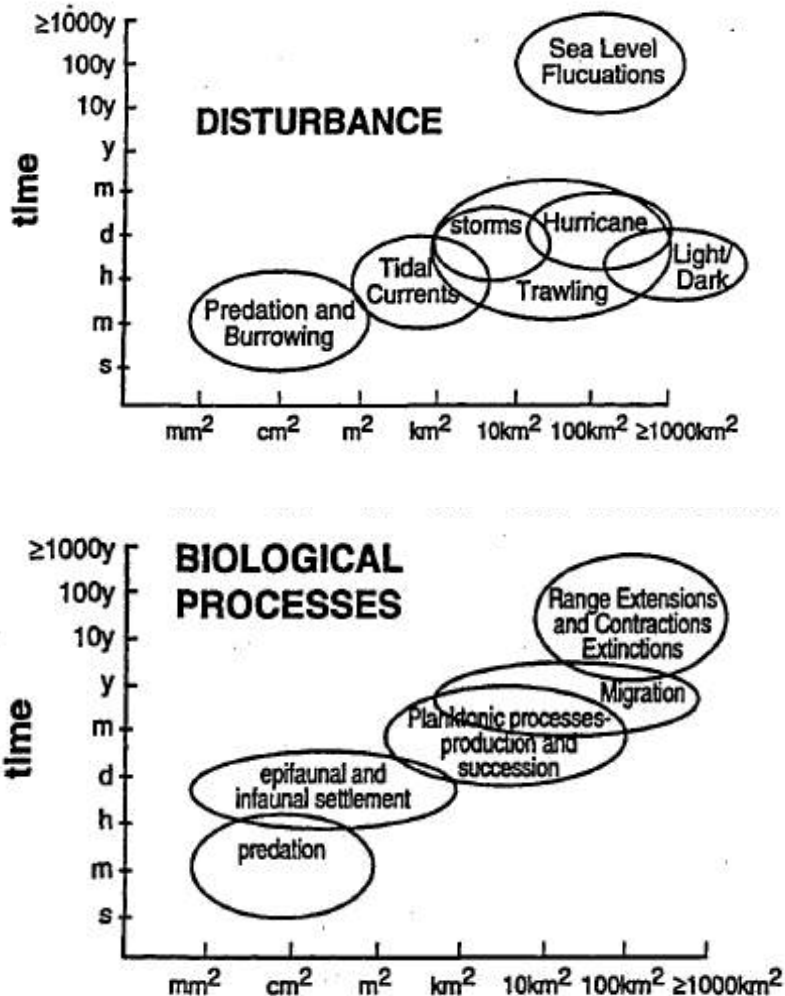 ≥1000y
100y
10y
y
m
d
h
m
s
time
DISTURBANCE
Sea Level
Flucuations
storms
Hurricane
Light/
Dark
Tidal
Currents
Trawling
Predation and
Burrowing
mm² cm² m² km² 10km² 100km² ≥1000km²
≥1000y
100y
10y
y
m
d
h
m
s
time
BIOLOGICAL
PROCESSES
Range Extensions
and Contractions
Extinctions
Migration
Planktonic processes-
production and
succession
epifaunal and
infaunal settlement
predation
mm² cm² m² km² 10km² 100km² ≥1000km²